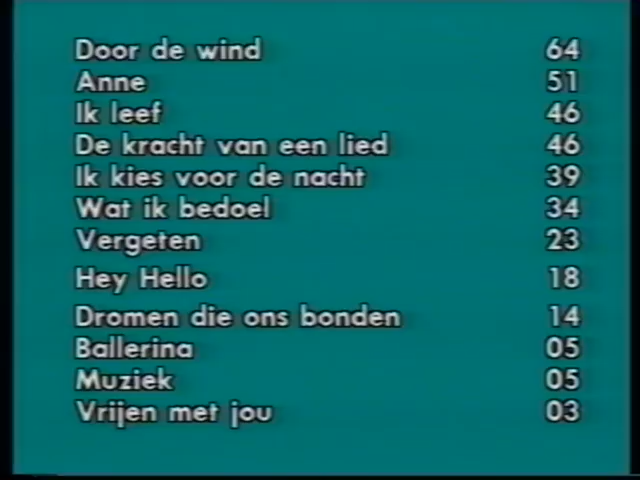 Door de wind 64
Anne 51
Ik leef 46
De kracht van een lied 46
Ik kies voor de nacht 39
Wat ik bedoel 34
Vergeten 23
Hey Hello 18
Dromen die ons bonden 14
Ballerina 05
Muziek 05
Vrijen met jou 03